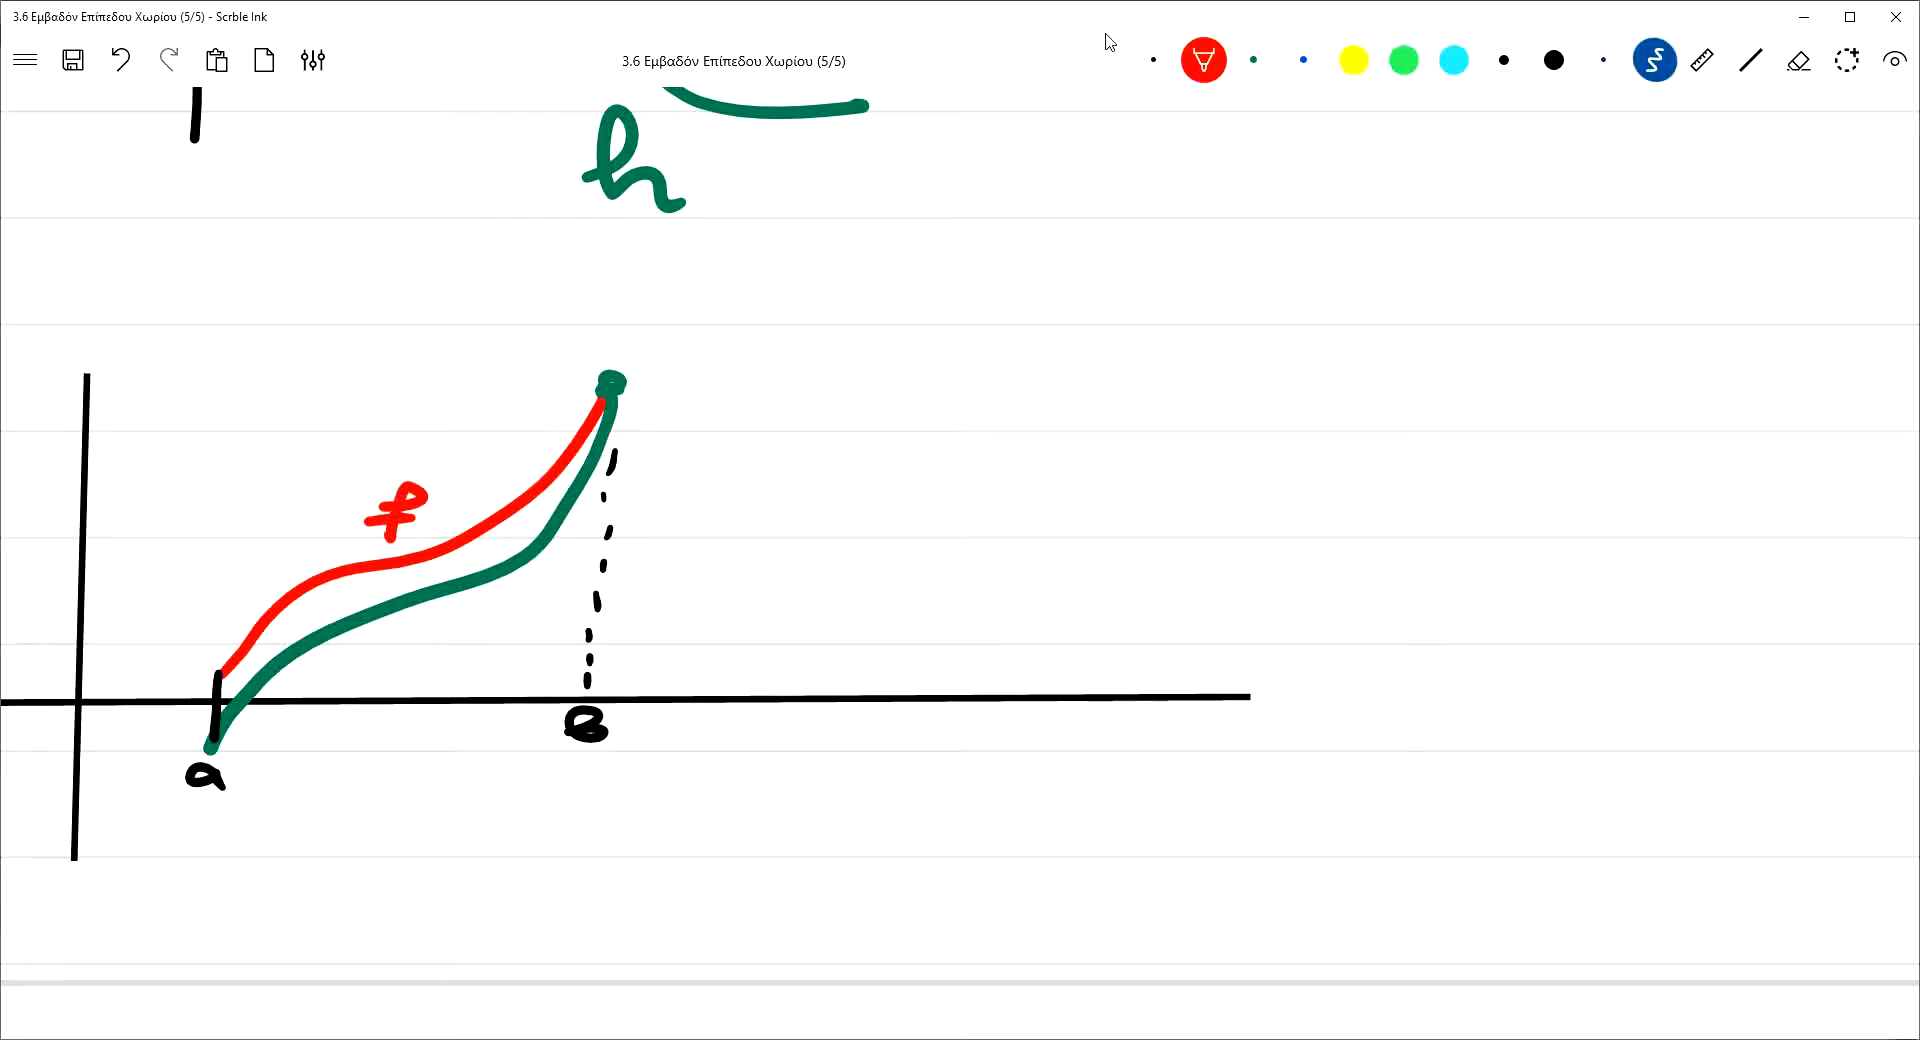 3.6 Εμβαδόν Επίπεδου Χωρίου (5/5) - Scrble Ink
3.6 Εμβαδόν Επίπεδου Χωρίου (5/5)
h
f
α
β